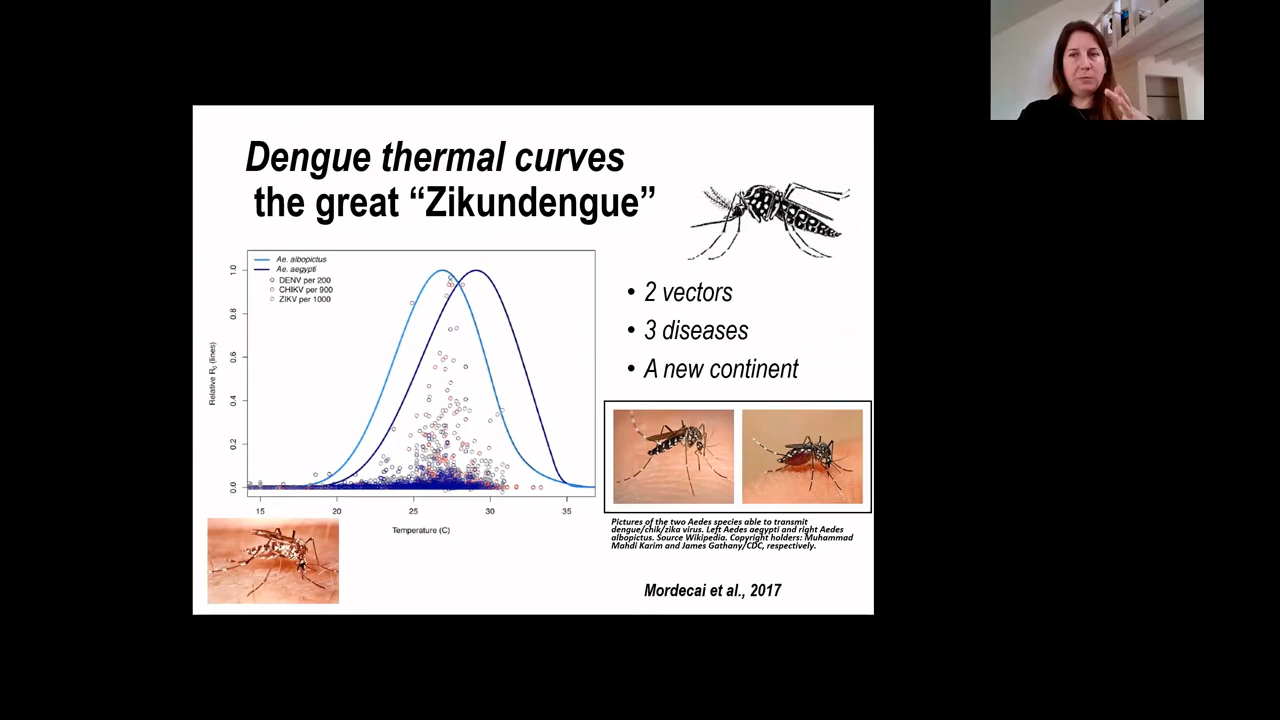 Dengue thermal curves
the great “Zikundengue”
Ae. albopictus
Ae. aegypti
DENV per 200
CHIKV per 900
ZIKV per 1000
Relative R0 (lines)
1.0
0.8
0.6
0.4
0.2
0.0
15
20
25
30
35
Temperature (C)
• 2 vectors
• 3 diseases
• A new continent
Pictures of the two Aedes species able to transmit
dengue/chik/zika virus. Left Aedes aegypti and right Aedes
albopictus. Source Wikipedia. Copyright holders: Muhammad
Mahdi Karim and James Gathany/CDC, respectively.
Mordecai et al., 2017